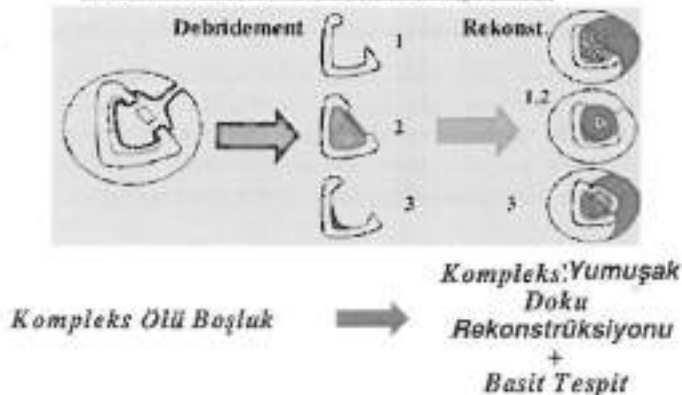 Debridement
Rekonst.
1
1,2
2
3
3
Kompleks Ölü Boşluk
Kompleks:Yumuşak
Doku
Rekonstrüksiyonu
+
Basit Tespit